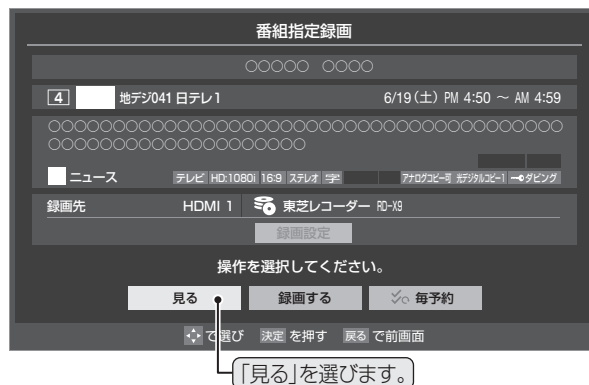 番組指定録画
○○○○○ ○○○○
4 地デジ041 日テレ1 6/19(土) PM 4:50 ~ AM 4:59
○○○○○○○○○○○○○○○○○○○○○○○○○○○○○○○○○○○○○○○○
○○○○○○○○○○○○○○○○○○○○
ニュース テレビ HD:1080i 16:9 ステレオ 字 アナログコピー可 光デジタルコピー1 ダビング
録画先 HDMI 1 東芝レコーダー RD-X9
録画設定
操作を選択してください。
見る 録画する 毎予約
で選び 決定 を押す 戻る で前画面
「見る」を選びます。